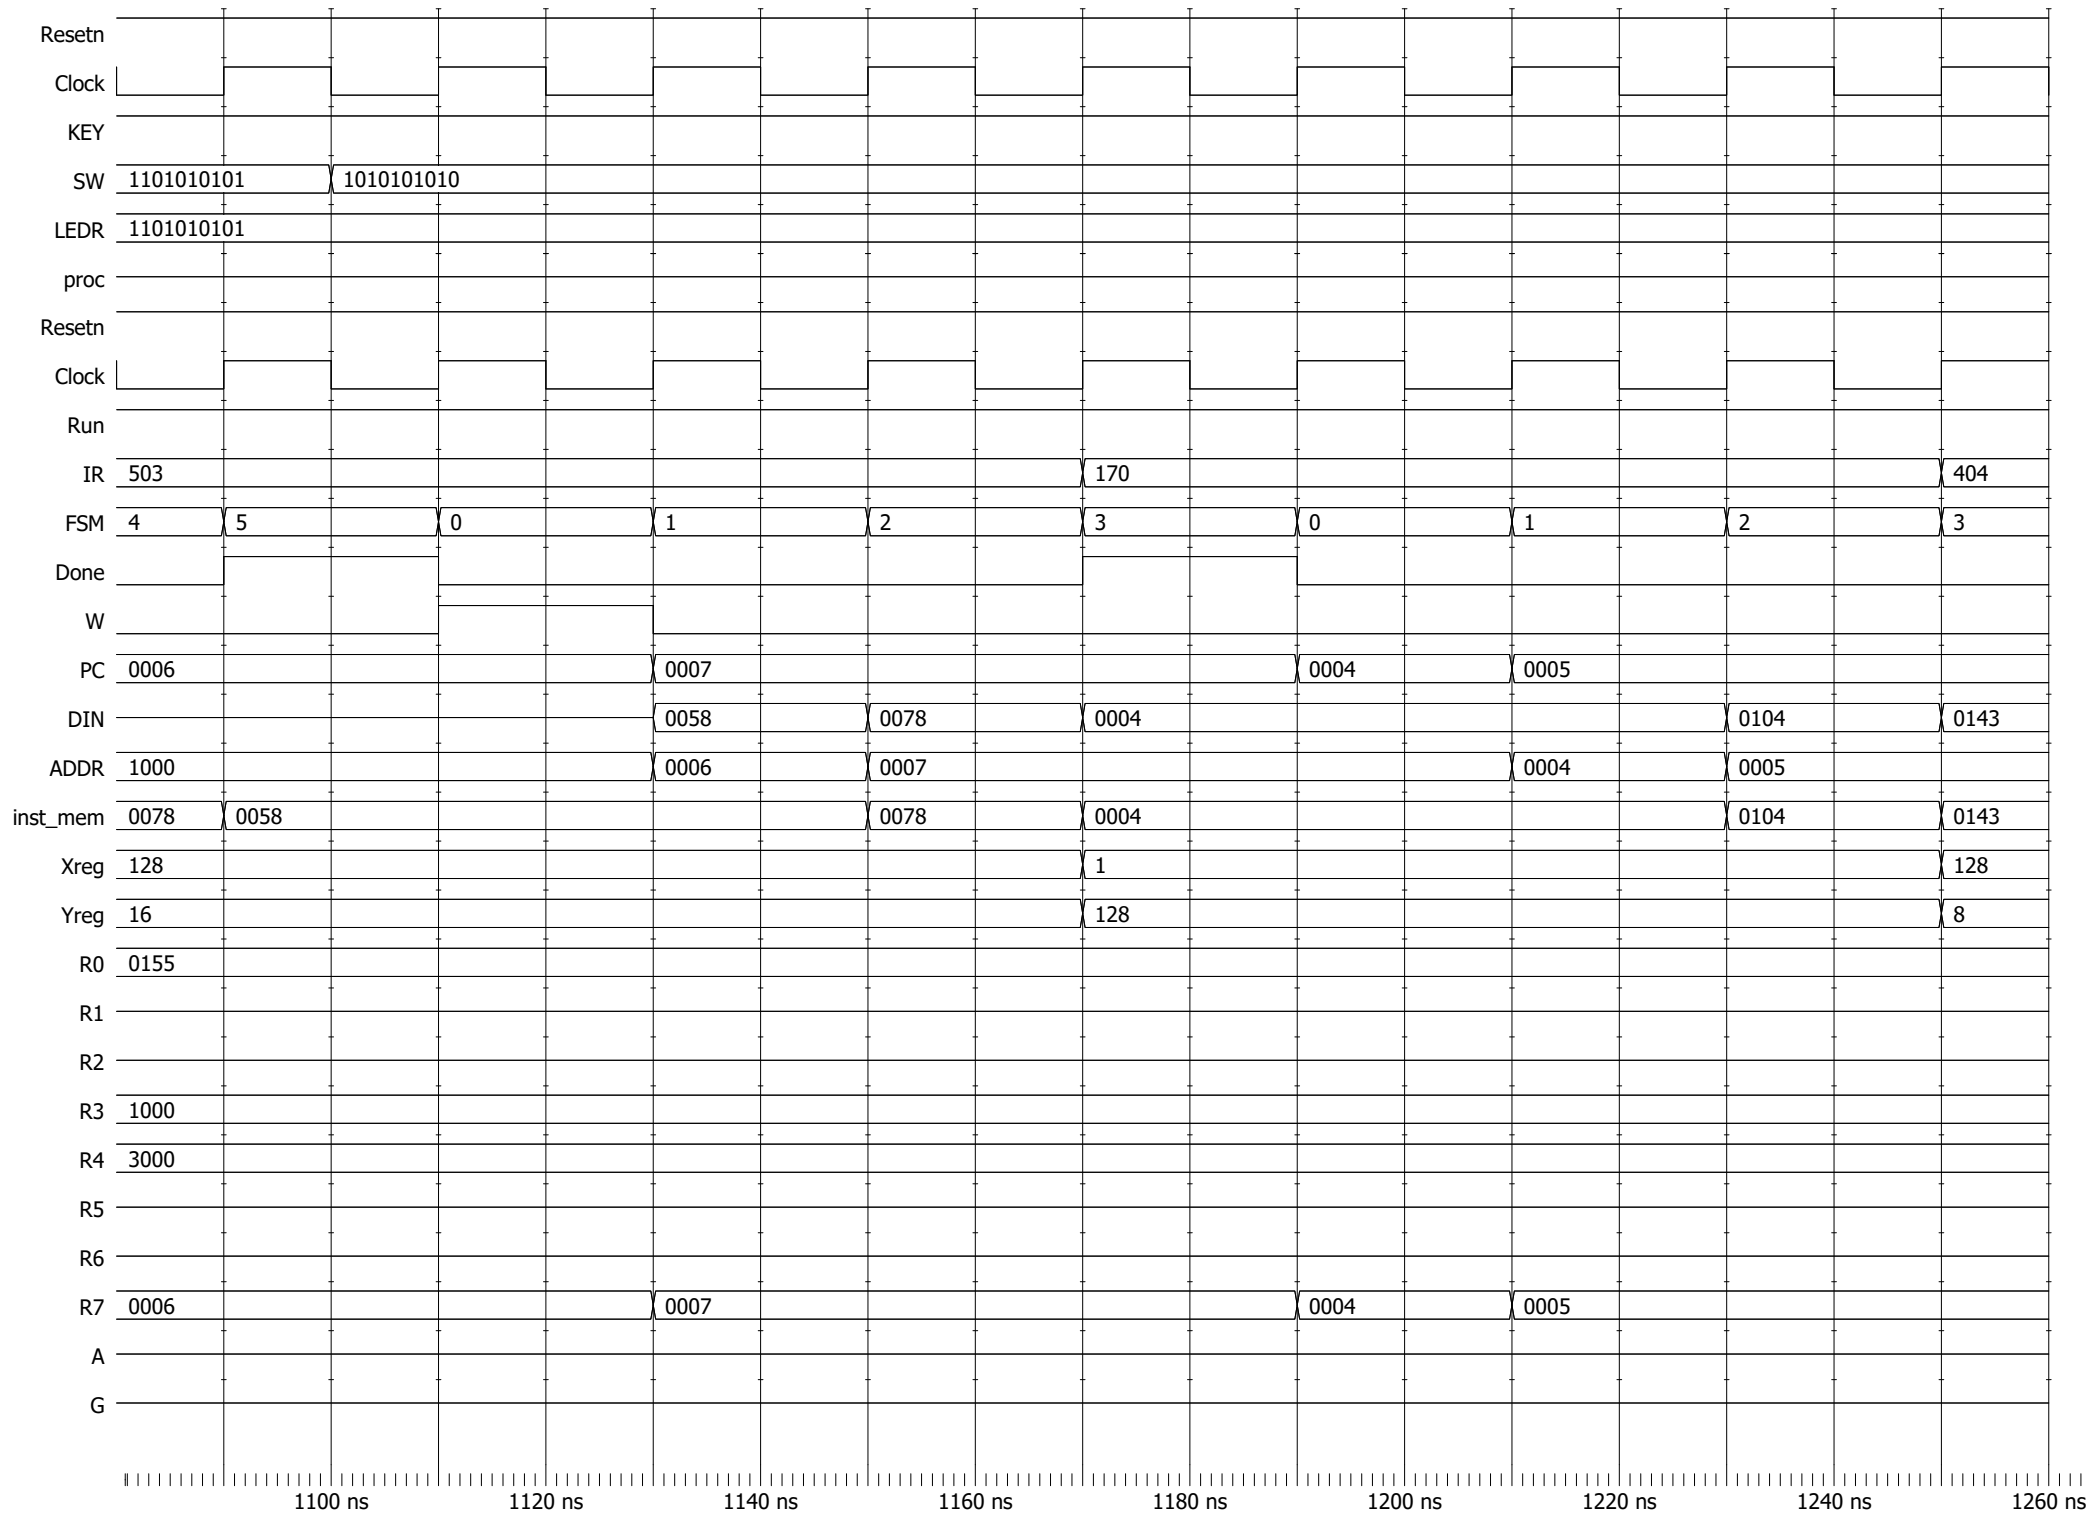 Resetn
Clock
KEY
SW 1101010101 1010101010
LEDR 1101010101
proc
Resetn
Clock
Run
IR 503 170 404
FSM 4 5 0 1 2 3 0 1 2 3
Done
W
PC 0006 0007 0004 0005
DIN 0058 0078 0004 0104 0143
ADDR 1000 0006 0007 0004 0005
inst_mem 0078 0058 0078 0004 0104 0143
Xreg 128 1 128
Yreg 16 128 8
R0 0155
R1
R2
R3 1000
R4 3000
R5
R6
R7 0006 0007 0004 0005
A
G
1100 ns 1120 ns 1140 ns 1160 ns 1180 ns 1200 ns 1220 ns 1240 ns 1260 ns